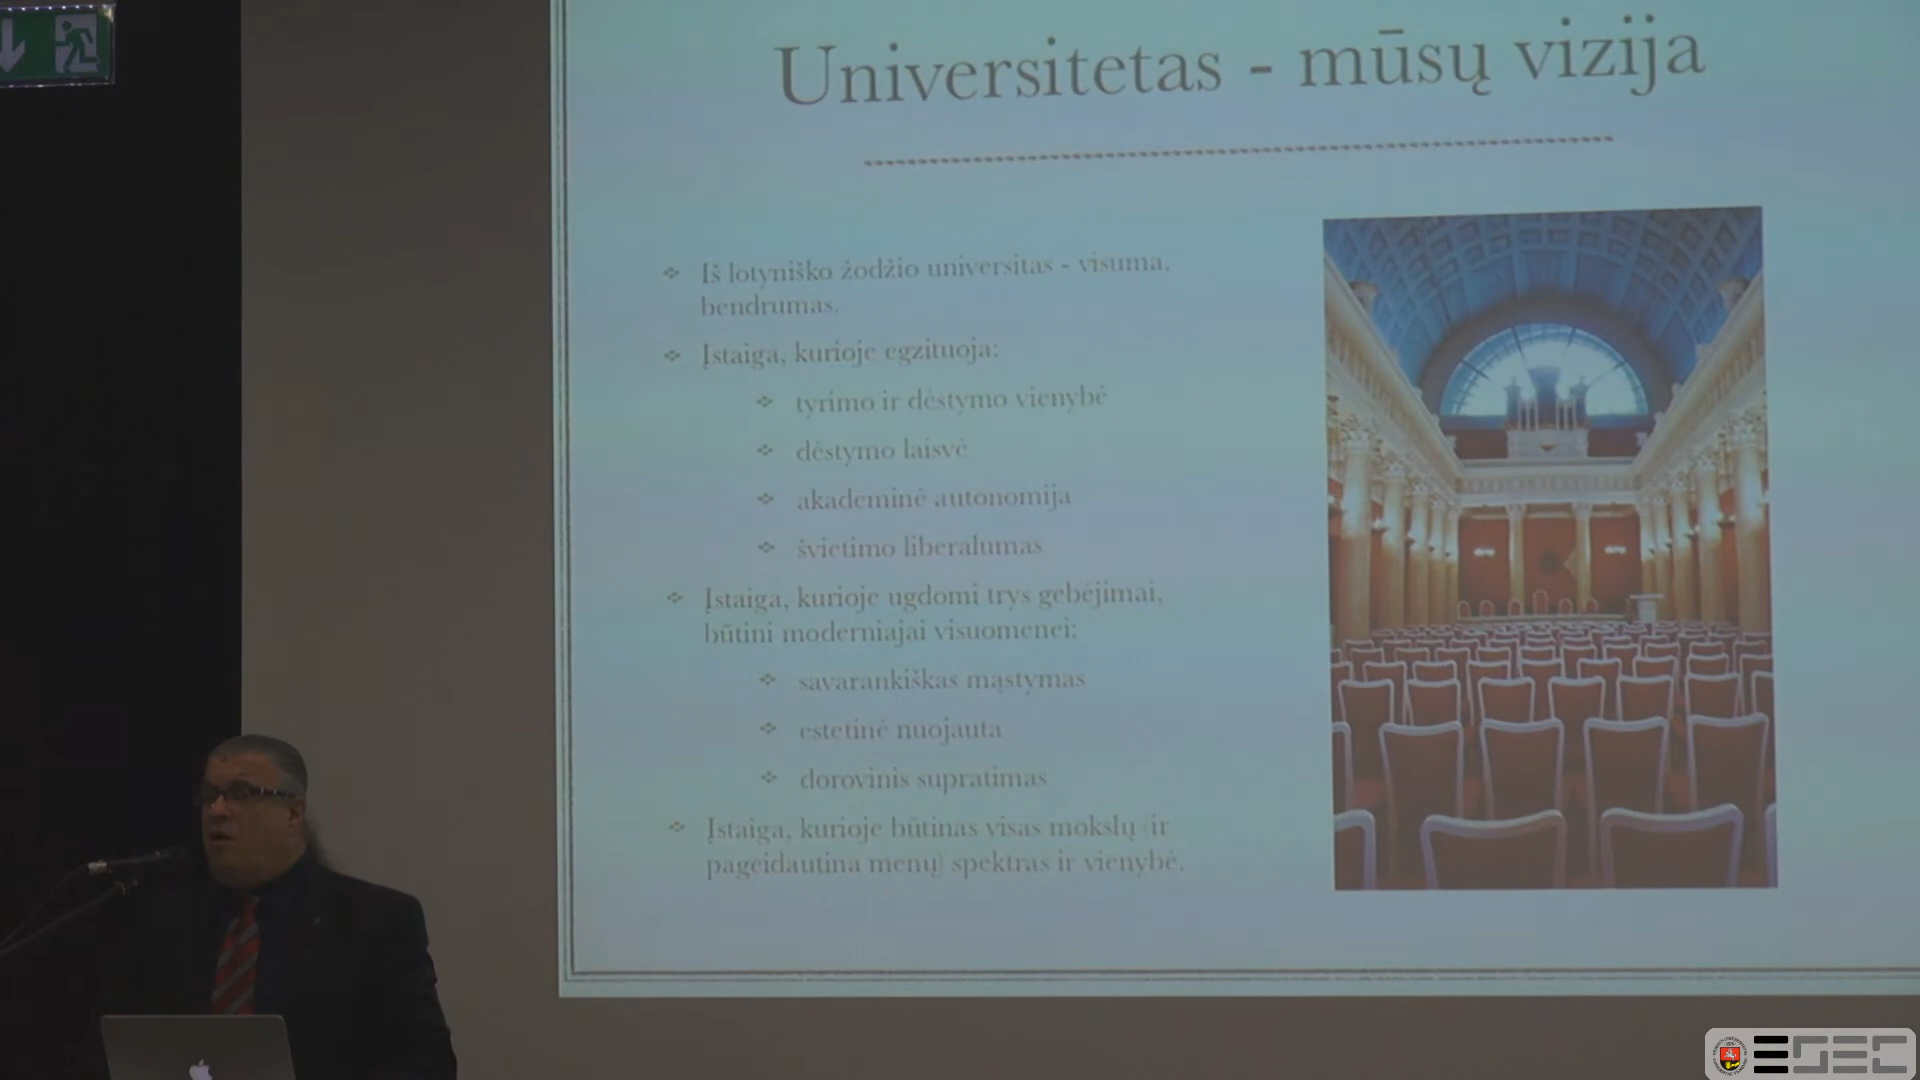 Universitetas - mūsų vizija
Iš lotyniško žodžio universitas - visuma,
bendrumas.
Įstaiga, kurioje egzituoja:
tyrimo ir dėstymo vienybė
dėstymo laisvė
akademinė autonomija
švietimo liberalumas
Įstaiga, kurioje ugdomi trys gebėjimai,
būtini moderniajai visuomenei:
savarankiškas mąstymas
estetinė nuojauta
dorovinis supratimas
Įstaiga, kurioje būtinas visas mokslų (ir
pageidautina menų) spektras ir vienybė.